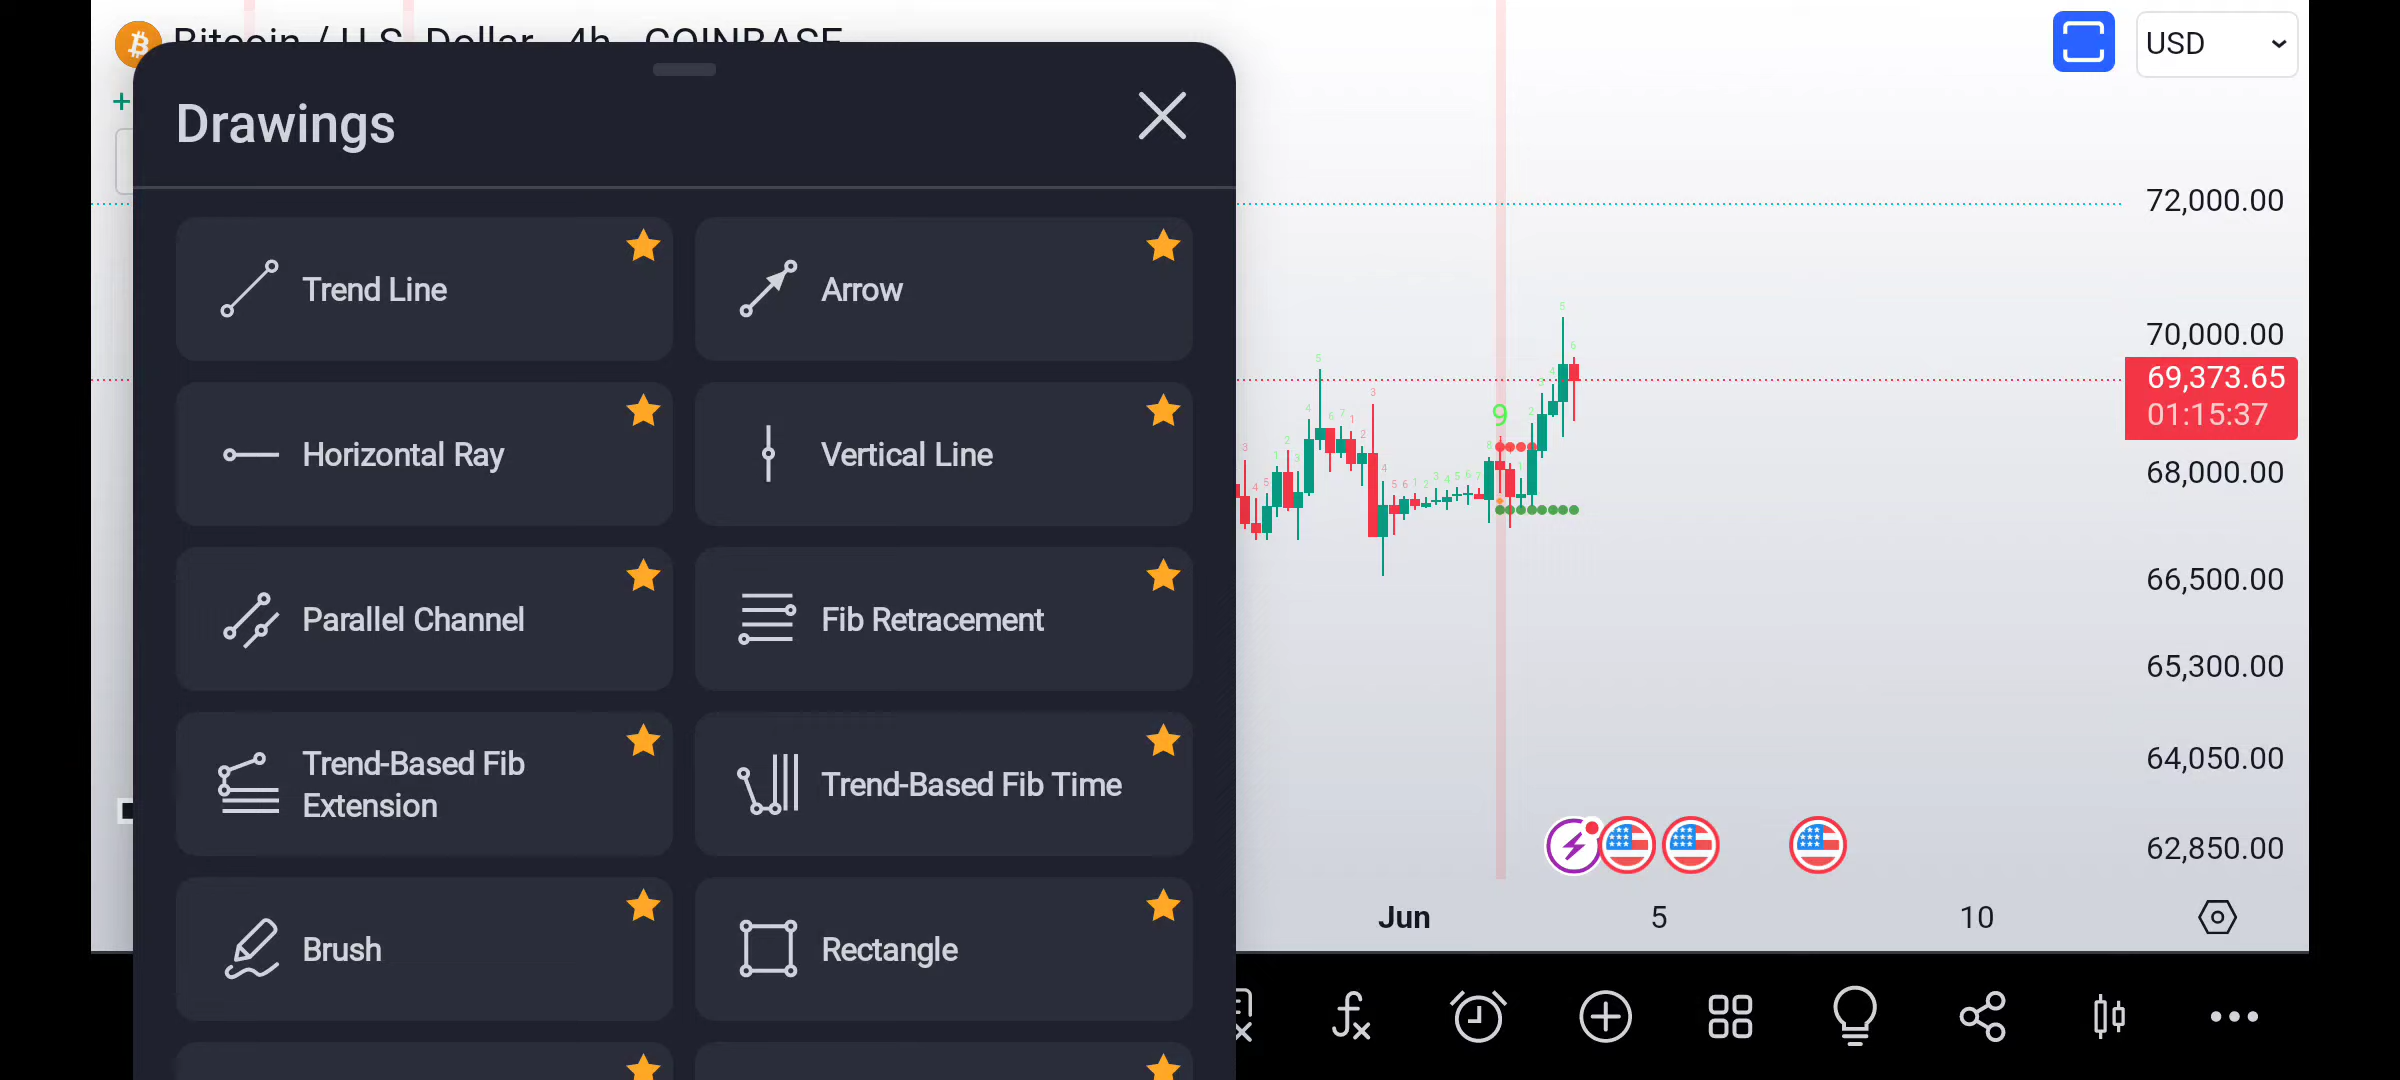 Bitcoin / U.S. Dollar 4h COINBASE
USD
Drawings
Trend Line
Arrow
Horizontal Ray
Vertical Line
Parallel Channel
Fib Retracement
Trend-Based Fib
Extension
Trend-Based Fib Time
Brush
Rectangle
72,000.00
70,000.00
69,373.65
01:15:37
68,000.00
66,500.00
65,300.00
64,050.00
62,850.00
9
Jun
5
10